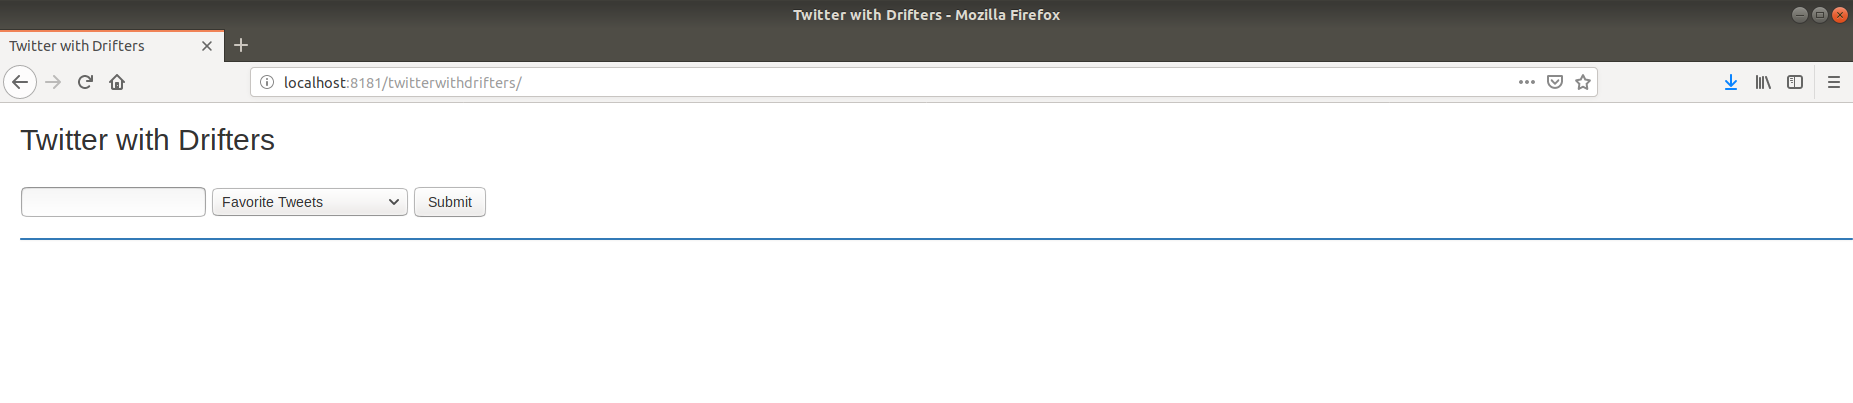 Twitter with Drifters - Mozilla Firefox
Twitter with Drifters
localhost:8181/twitterwithdrifters/
Twitter with Drifters
Favorite Tweets Submit